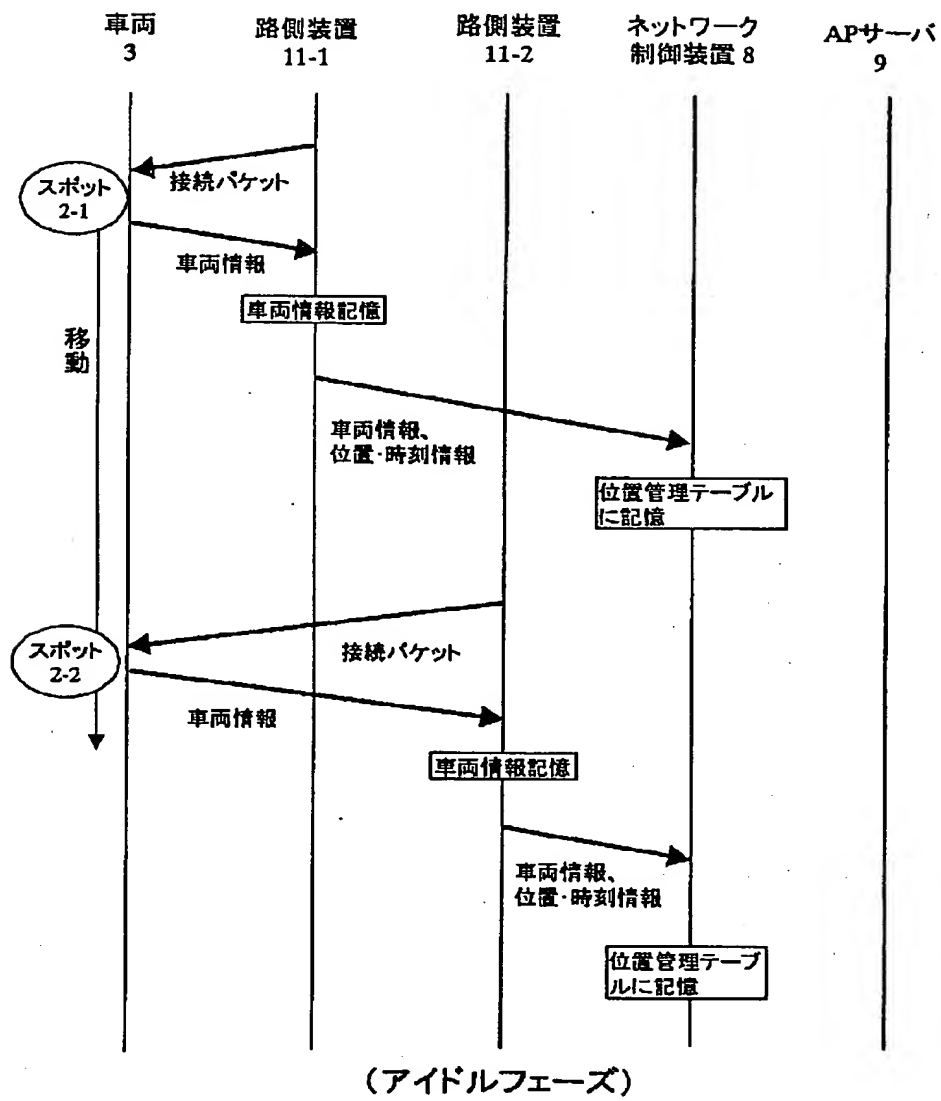 車両
3
路側装置
11-1
路側装置
11-2
ネットワーク
制御装置 8
APサーバ
9
接続パケット
スポット
2-1
車両情報
車両情報記憶
移動
車両情報、
位置・時刻情報
位置管理テーブル
に記憶
スポット
2-2
接続パケット
車両情報
車両情報記憶
車両情報、
位置・時刻情報
位置管理テーブ
ルに記憶
(アイドルフェーズ)